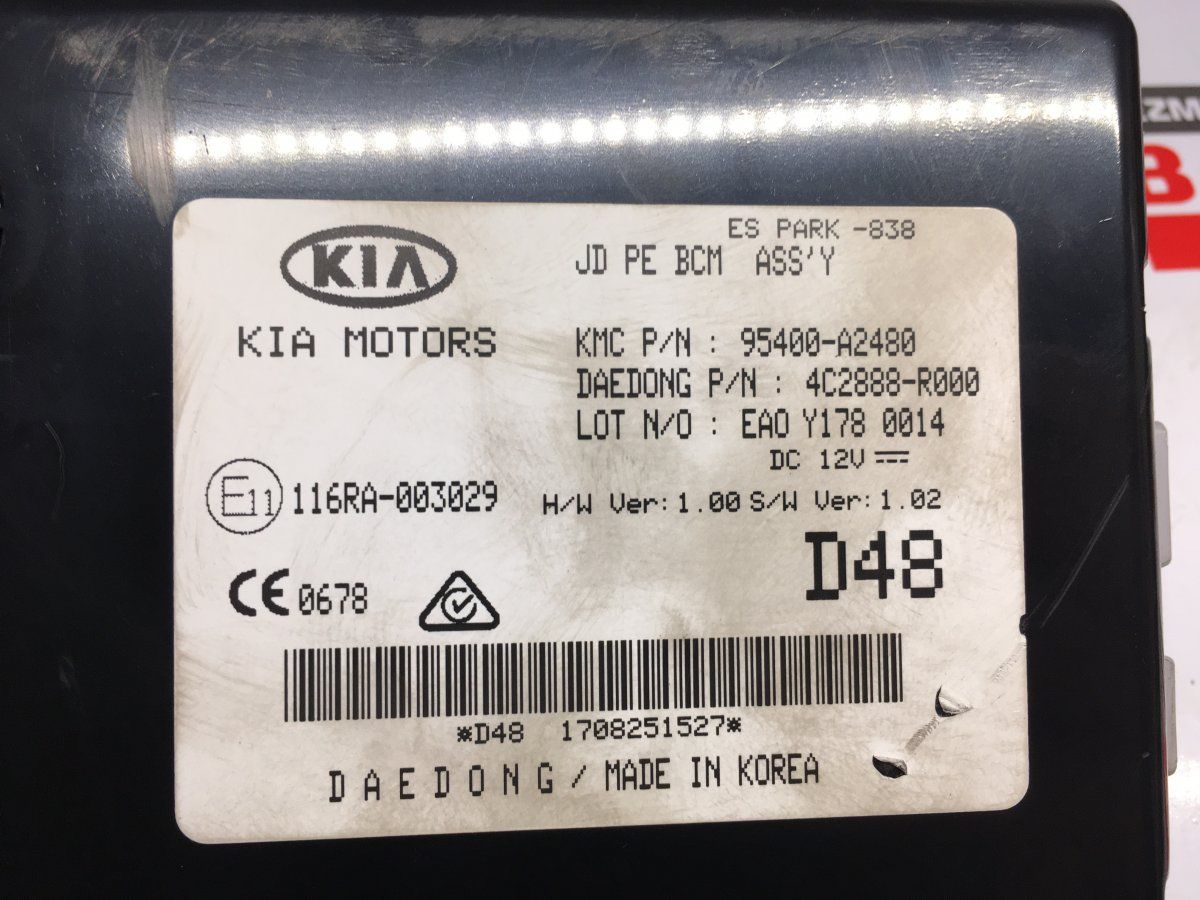 ES PARK -838
JD PE BCM ASS'Y
KIA
KIA MOTORS
KMC P/N : 95400-A2480
DAEDONG P/N : 4C2888-R000
LOT N/O : EAO Y178 0014
DC 12V
E11 116RA-003029
H/W Ver: 1.00 S/W Ver: 1.02
D48
CE 0678
*D48 1708251527*
DAEDONG / MADE IN KOREA
ZM
B